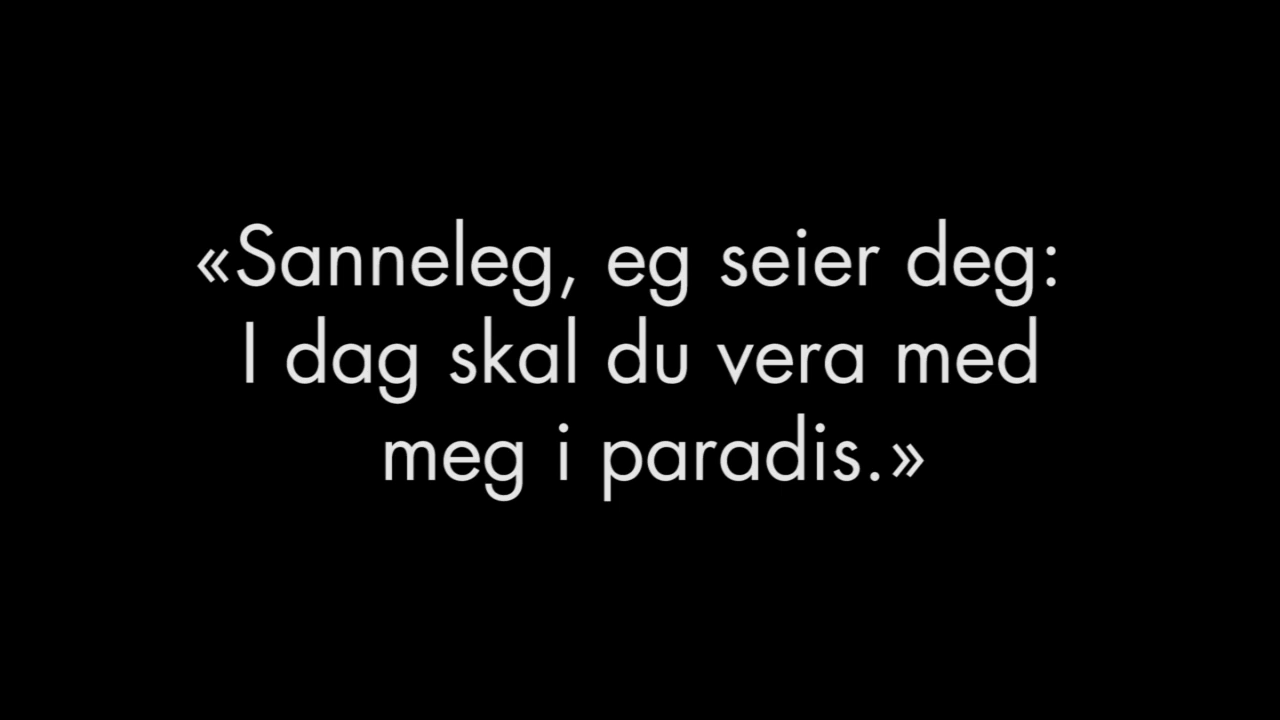 «Sanneleg, eg seier deg:
I dag skal du vera med
meg i paradis.»